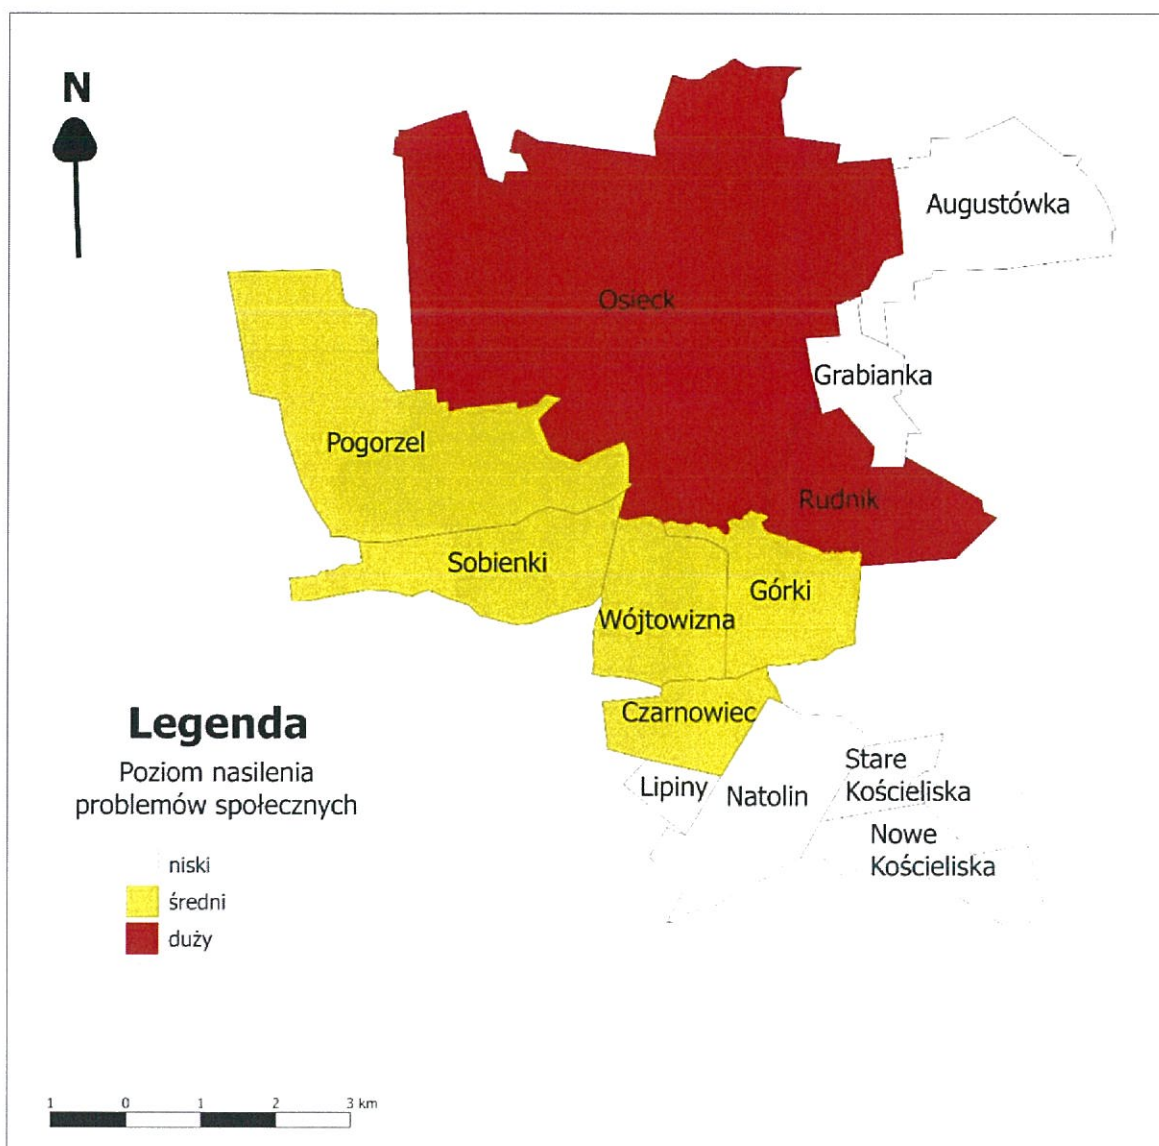 N
Augustówka
Osieck
Grabianka
Pogorzel
Rudnik
Sobienki
Górki
Wójtowizna
Czarnowiec
Legenda
Poziom nasilenia
problemów społecznych
niski
średni
duży
Lipiny
Natolin
Stare
Kościeliska
Nowe
Kościeliska
1 0 1 2 3 km